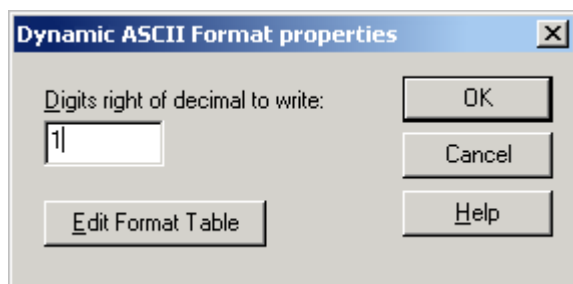 Dynamic ASCII Format properties
Digits right of decimal to write:
1
OK
Cancel
Edit Format Table
Help